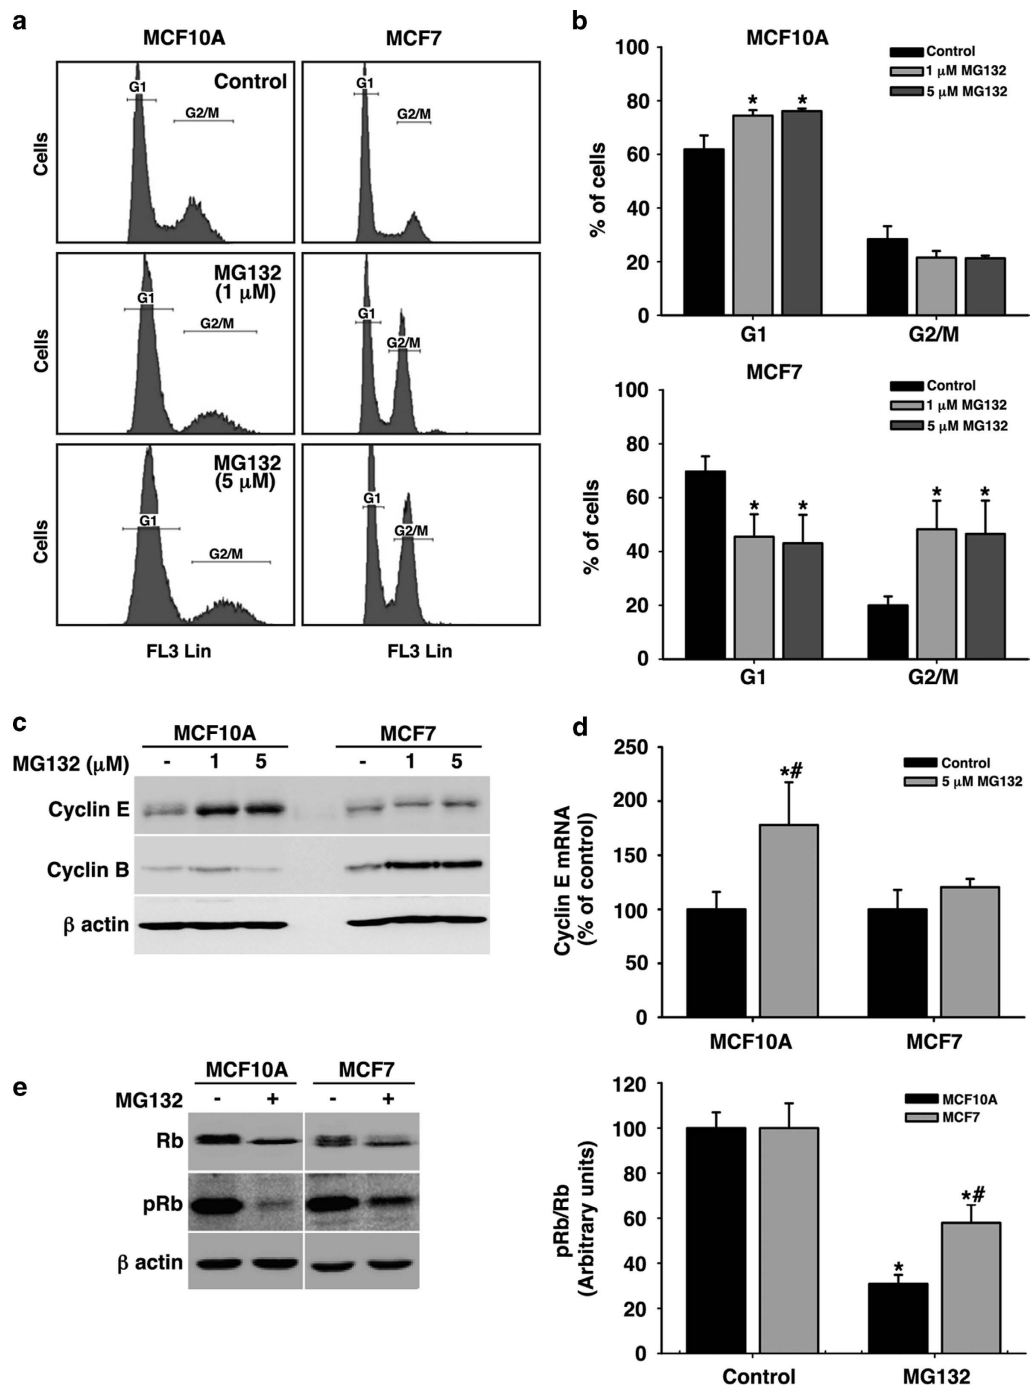 a
MCF10A
MCF7
Cells
G1
G2/M
Control
G1
G2/M
Cells
G1
G2/M
MG132
(1 μM)
G1
G2/M
Cells
G1
G2/M
MG132
(5 μM)
G1
G2/M
FL3 Lin
FL3 Lin
b
MCF10A
Control
1 μM MG132
5 μM MG132
% of cells
100
80
60
40
20
0
* *
G1
G2/M
MCF7
Control
1 μM MG132
5 μM MG132
% of cells
100
80
60
40
20
0
* *
* *
G1
G2/M
c
MCF10A
MCF7
MG132 (μM) - 1 5 - 1 5
Cyclin E
Cyclin B
β actin
d
Control
5 μM MG132
Cyclin E mRNA
(% of control)
250
200
150
100
50
0
*#
MCF10A
MCF7
e
MCF10A
MCF7
MG132 - + - +
Rb
pRb
β actin
MCF10A
MCF7
pRb/Rb
(Arbitrary units)
120
100
80
60
40
20
0
*
*#
Control
MG132